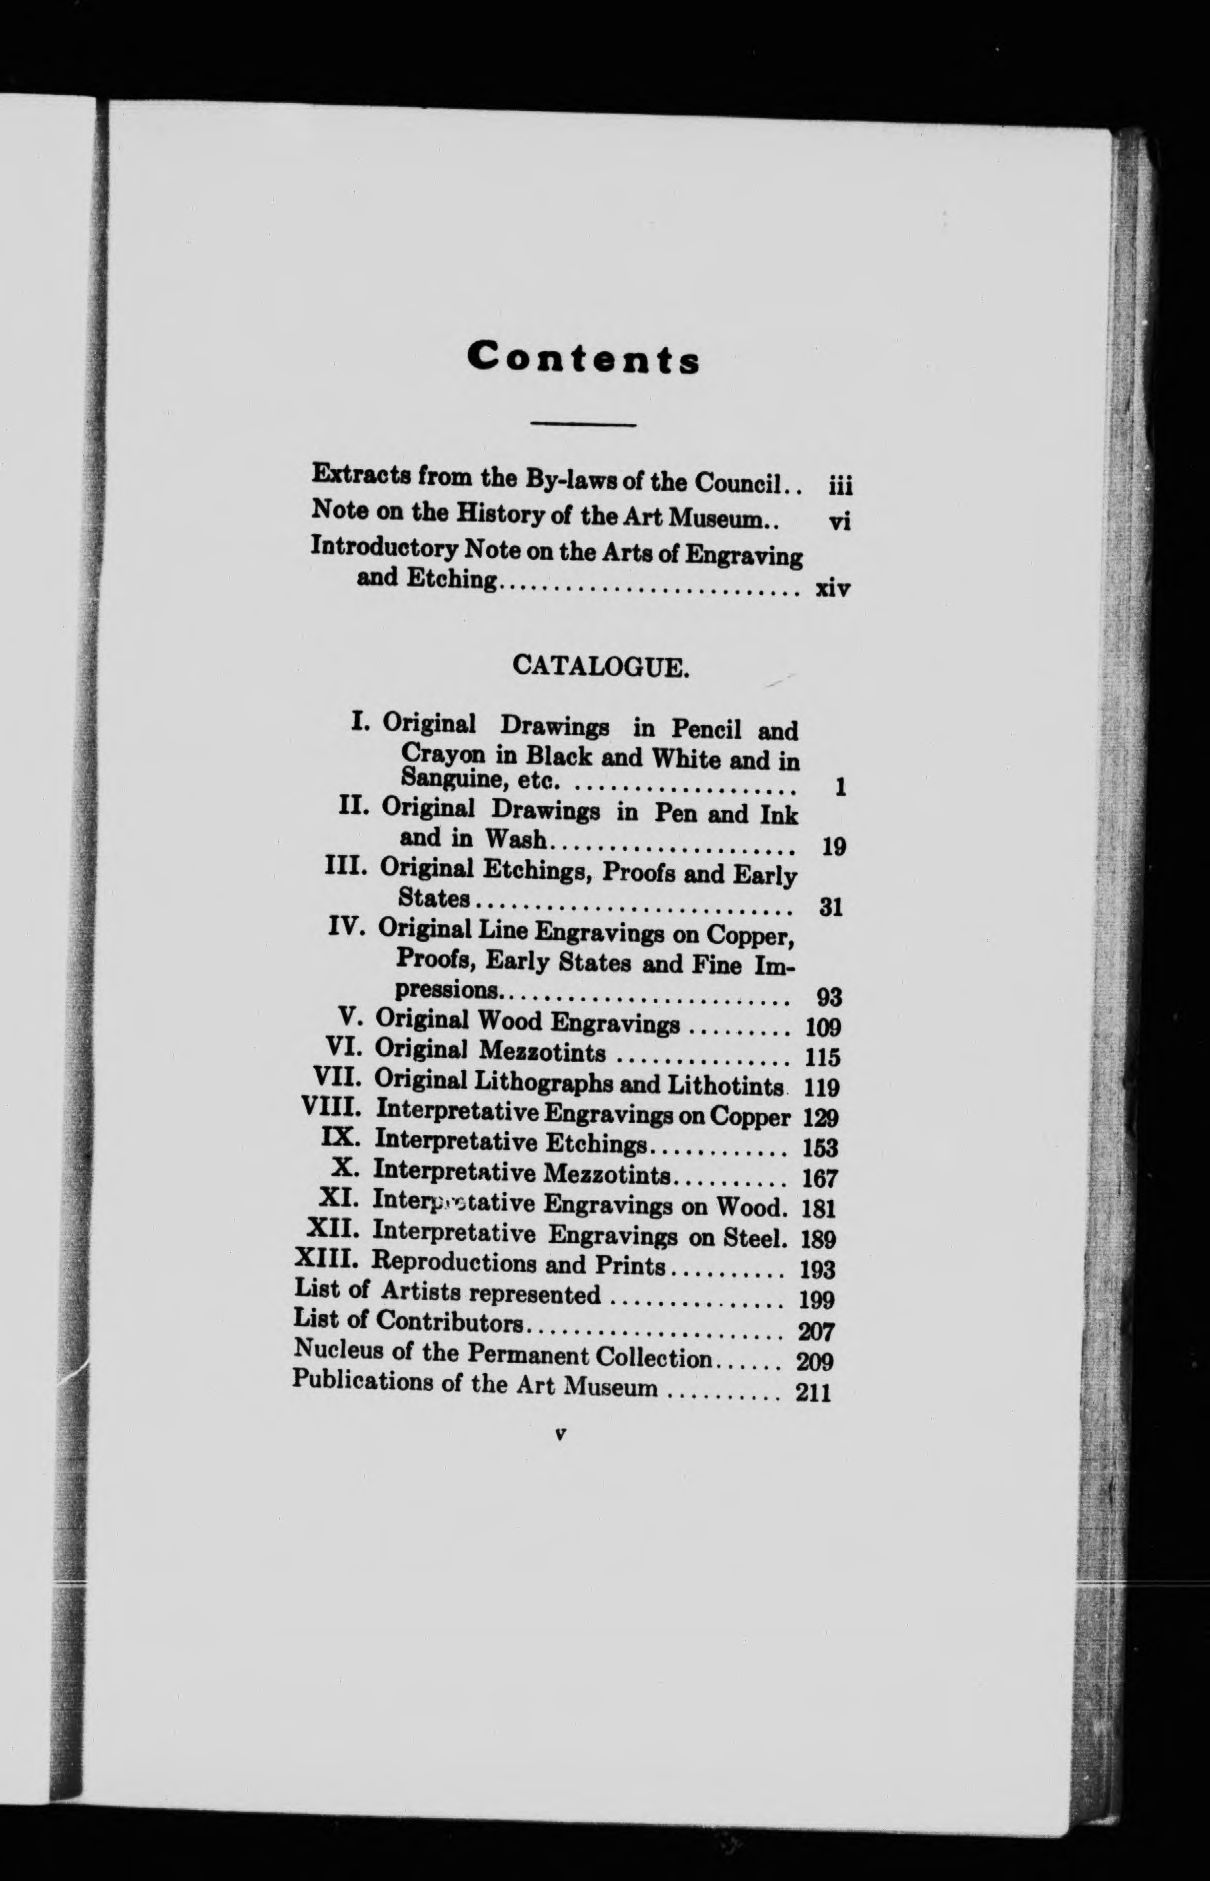 Contents
Extracts from the By-laws of the Council.. iii
Note on the History of the Art Museum.. vi
Introductory Note on the Arts of Engraving
and Etching........................... xiv
CATALOGUE.
I. Original Drawings in Pencil and
Crayon in Black and White and in
Sanguine, etc. ................... 1
II. Original Drawings in Pen and Ink
and in Wash..................... 19
III. Original Etchings, Proofs and Early
States........................... 31
IV. Original Line Engravings on Copper,
Proofs, Early States and Fine Im-
pressions......................... 93
V. Original Wood Engravings ......... 109
VI. Original Mezzotints ............... 115
VII. Original Lithographs and Lithotints. 119
VIII. Interpretative Engravings on Copper 129
IX. Interpretative Etchings............ 153
X. Interpretative Mezzotints.......... 167
XI. Interpretative Engravings on Wood. 181
XII. Interpretative Engravings on Steel. 189
XIII. Reproductions and Prints.......... 193
List of Artists represented ............... 199
List of Contributors...................... 207
Nucleus of the Permanent Collection...... 209
Publications of the Art Museum .......... 211
v